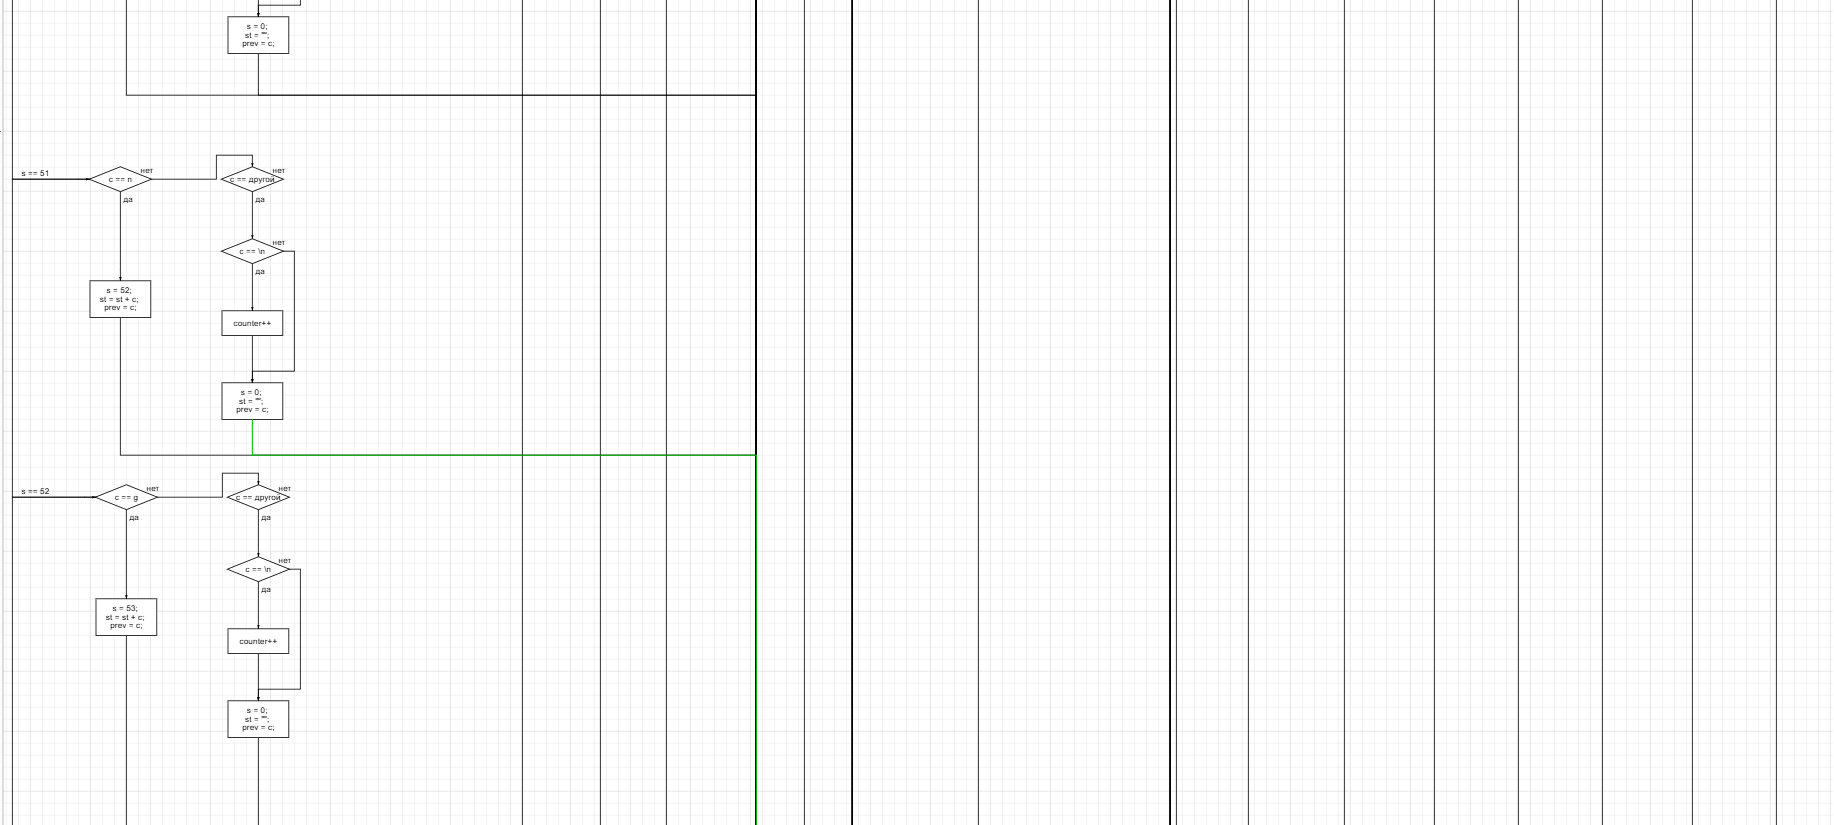 s = 0;
st = "";
prev = c;
s == 51
c == n
нет
да
c == другой
нет
да
c == \n
нет
да
s = 52;
st = st + c;
prev = c;
counter++
s = 0;
st = "";
prev = c;
s == 52
c == g
нет
да
c == другой
нет
да
c == \n
нет
да
s = 53;
st = st + c;
prev = c;
counter++
s = 0;
st = "";
prev = c;